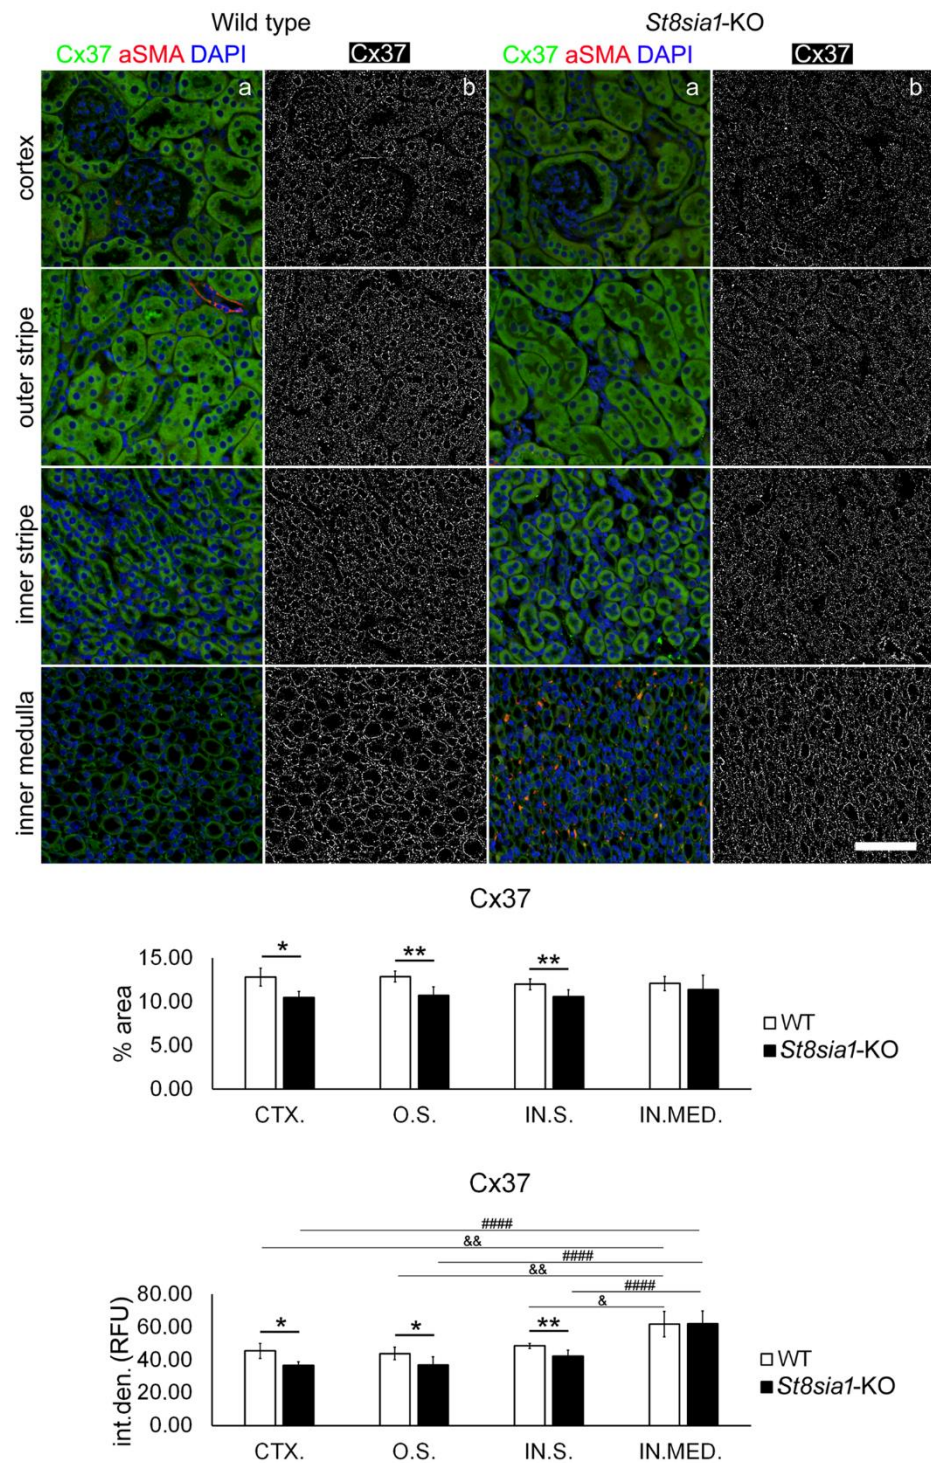 Wild type St8sia1-KO
Cx37 aSMA DAPI Cx37 Cx37 aSMA DAPI Cx37
a b a b
cortex
outer stripe
inner stripe
inner medulla
Cx37
* ** **
15.00
10.00
5.00
0.00
% area
CTX. O.S. IN.S. IN.MED.
WT
St8sia1-KO
Cx37
####
&&
####
&&
####
&
* * **
80.00
60.00
40.00
20.00
0.00
int.den. (RFU)
CTX. O.S. IN.S. IN.MED.
WT
St8sia1-KO